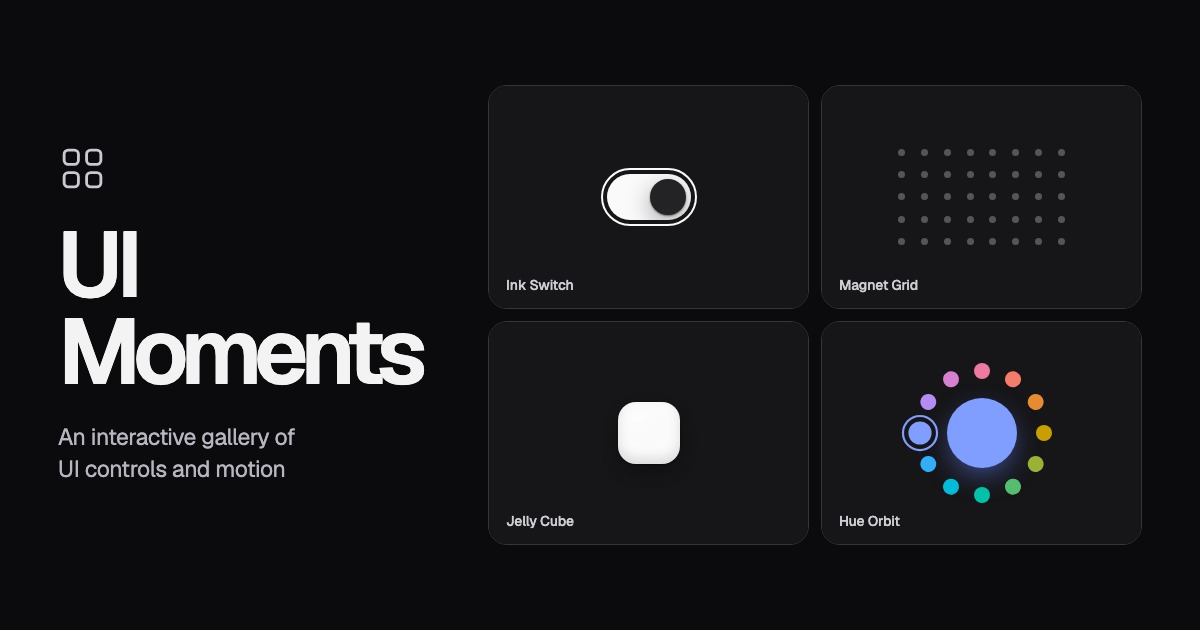 UI
Moments
An interactive gallery of
UI controls and motion
Ink Switch
Magnet Grid
Jelly Cube
Hue Orbit